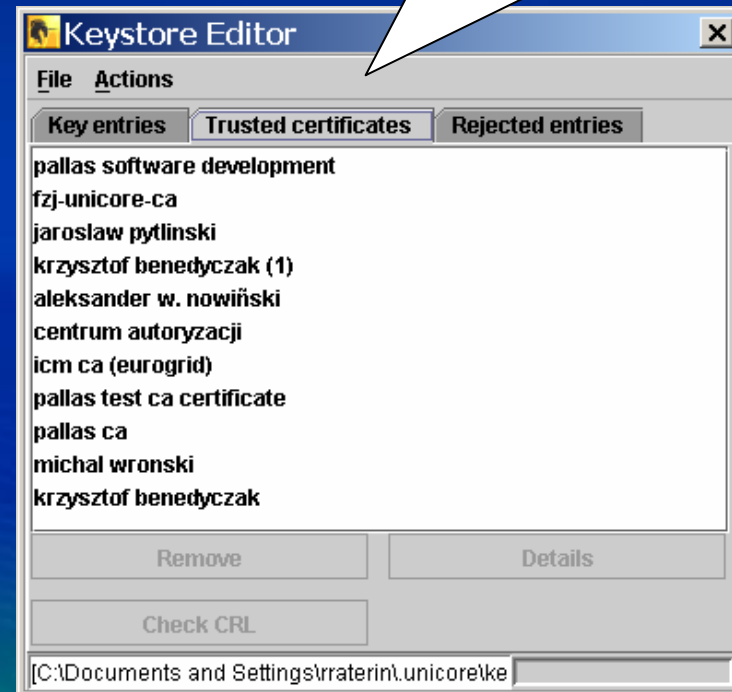 Keystore Editor
File Actions
Key entries Trusted certificates Rejected entries
pallas software development
fzj-unicore-ca
jaroslaw pytlinski
krzysztof benedyczak (1)
aleksander w. nowiñski
centrum autoryzacji
icm ca (eurogrid)
pallas test ca certificate
pallas ca
michal wronski
krzysztof benedyczak
Remove Details
Check CRL
[C:\Documents and Settings\rraterin\.unicore\ke